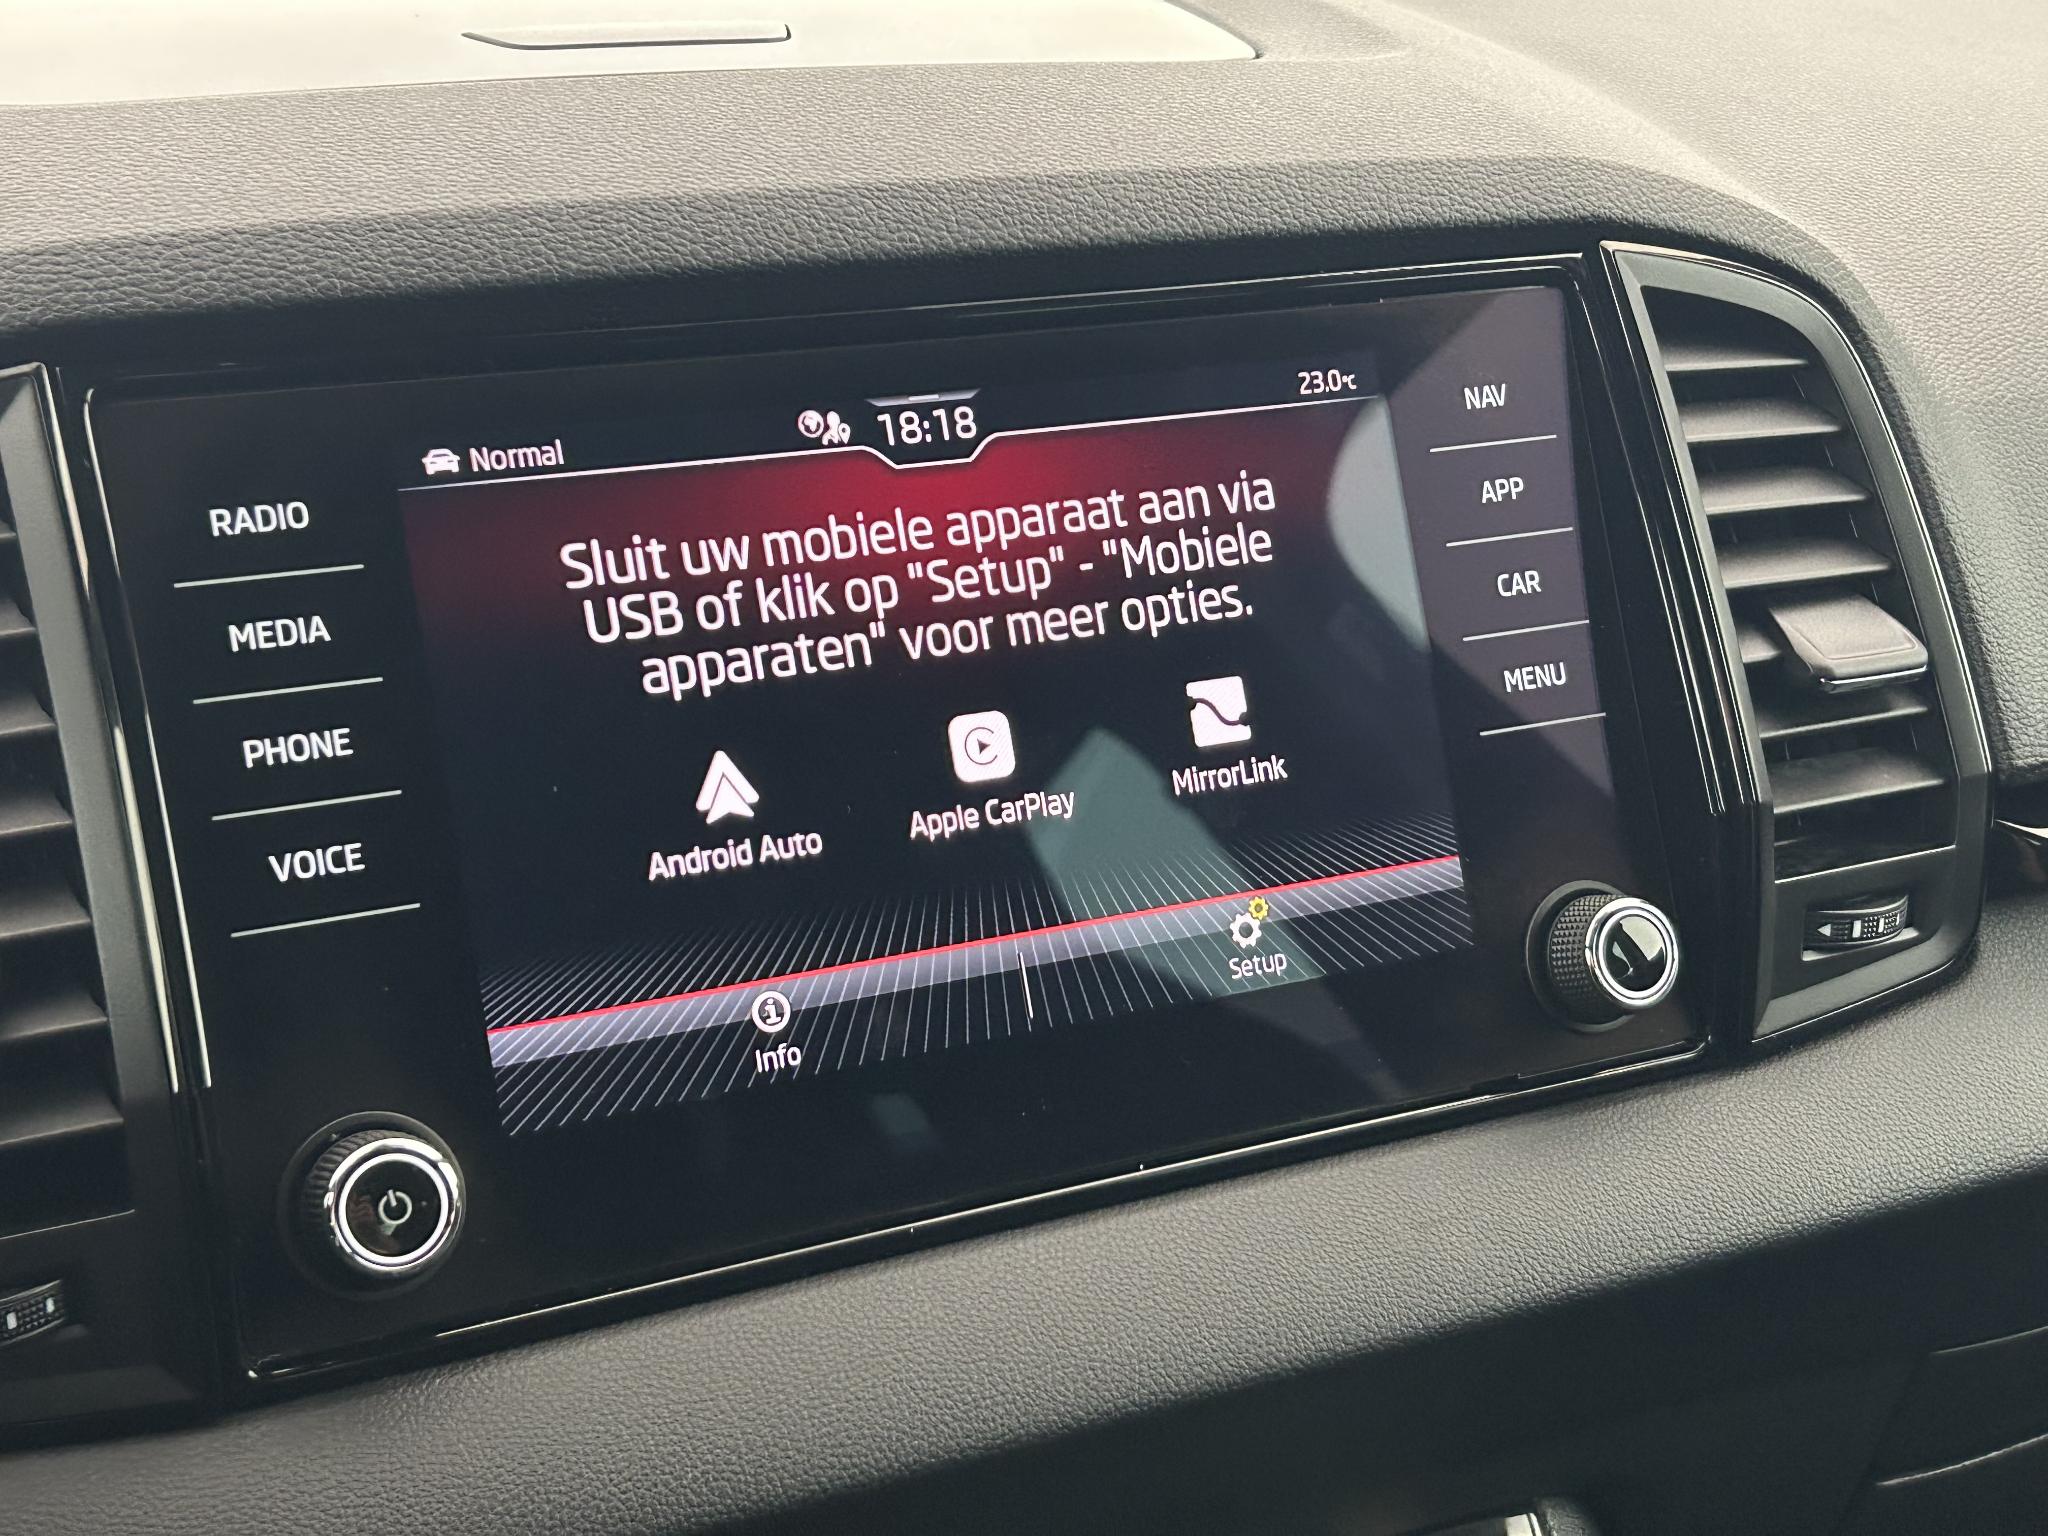 Normal
18:18
23.0°C
RADIO
MEDIA
PHONE
VOICE
Sluit uw mobiele apparaat aan via
USB of klik op "Setup" - "Mobiele
apparaten" voor meer opties.
Android Auto
Apple CarPlay
MirrorLink
Info
Setup
NAV
APP
CAR
MENU